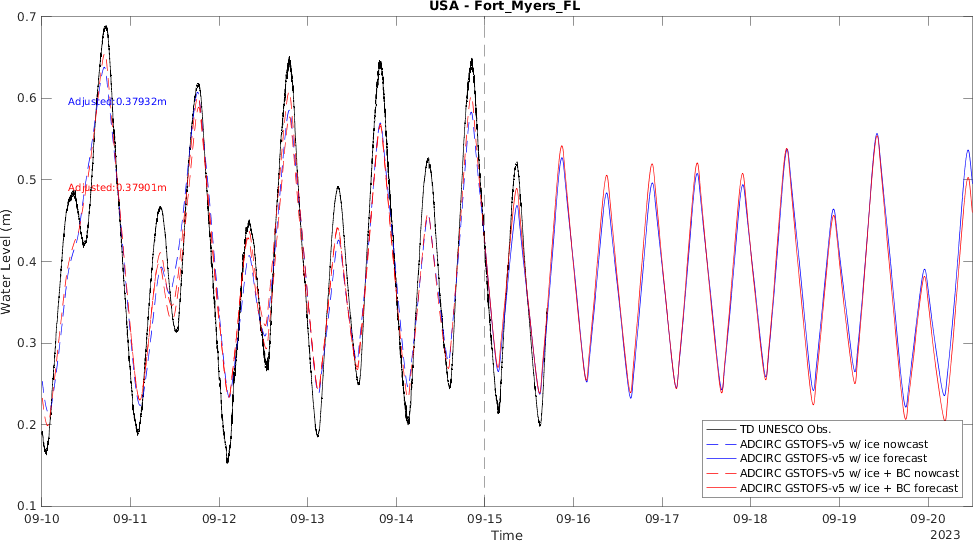 USA - Fort_Myers_FL
0.7
0.6
0.5
0.4
0.3
0.2
0.1
Water Level (m)
Adjusted:0.37932m
Adjusted:0.37901m
TD UNESCO Obs.
ADCIRC GSTOFS-v5 w/ ice nowcast
ADCIRC GSTOFS-v5 w/ ice forecast
ADCIRC GSTOFS-v5 w/ ice + BC nowcast
ADCIRC GSTOFS-v5 w/ ice + BC forecast
09-10 09-11 09-12 09-13 09-14 09-15 09-16 09-17 09-18 09-19 09-20
Time
2023